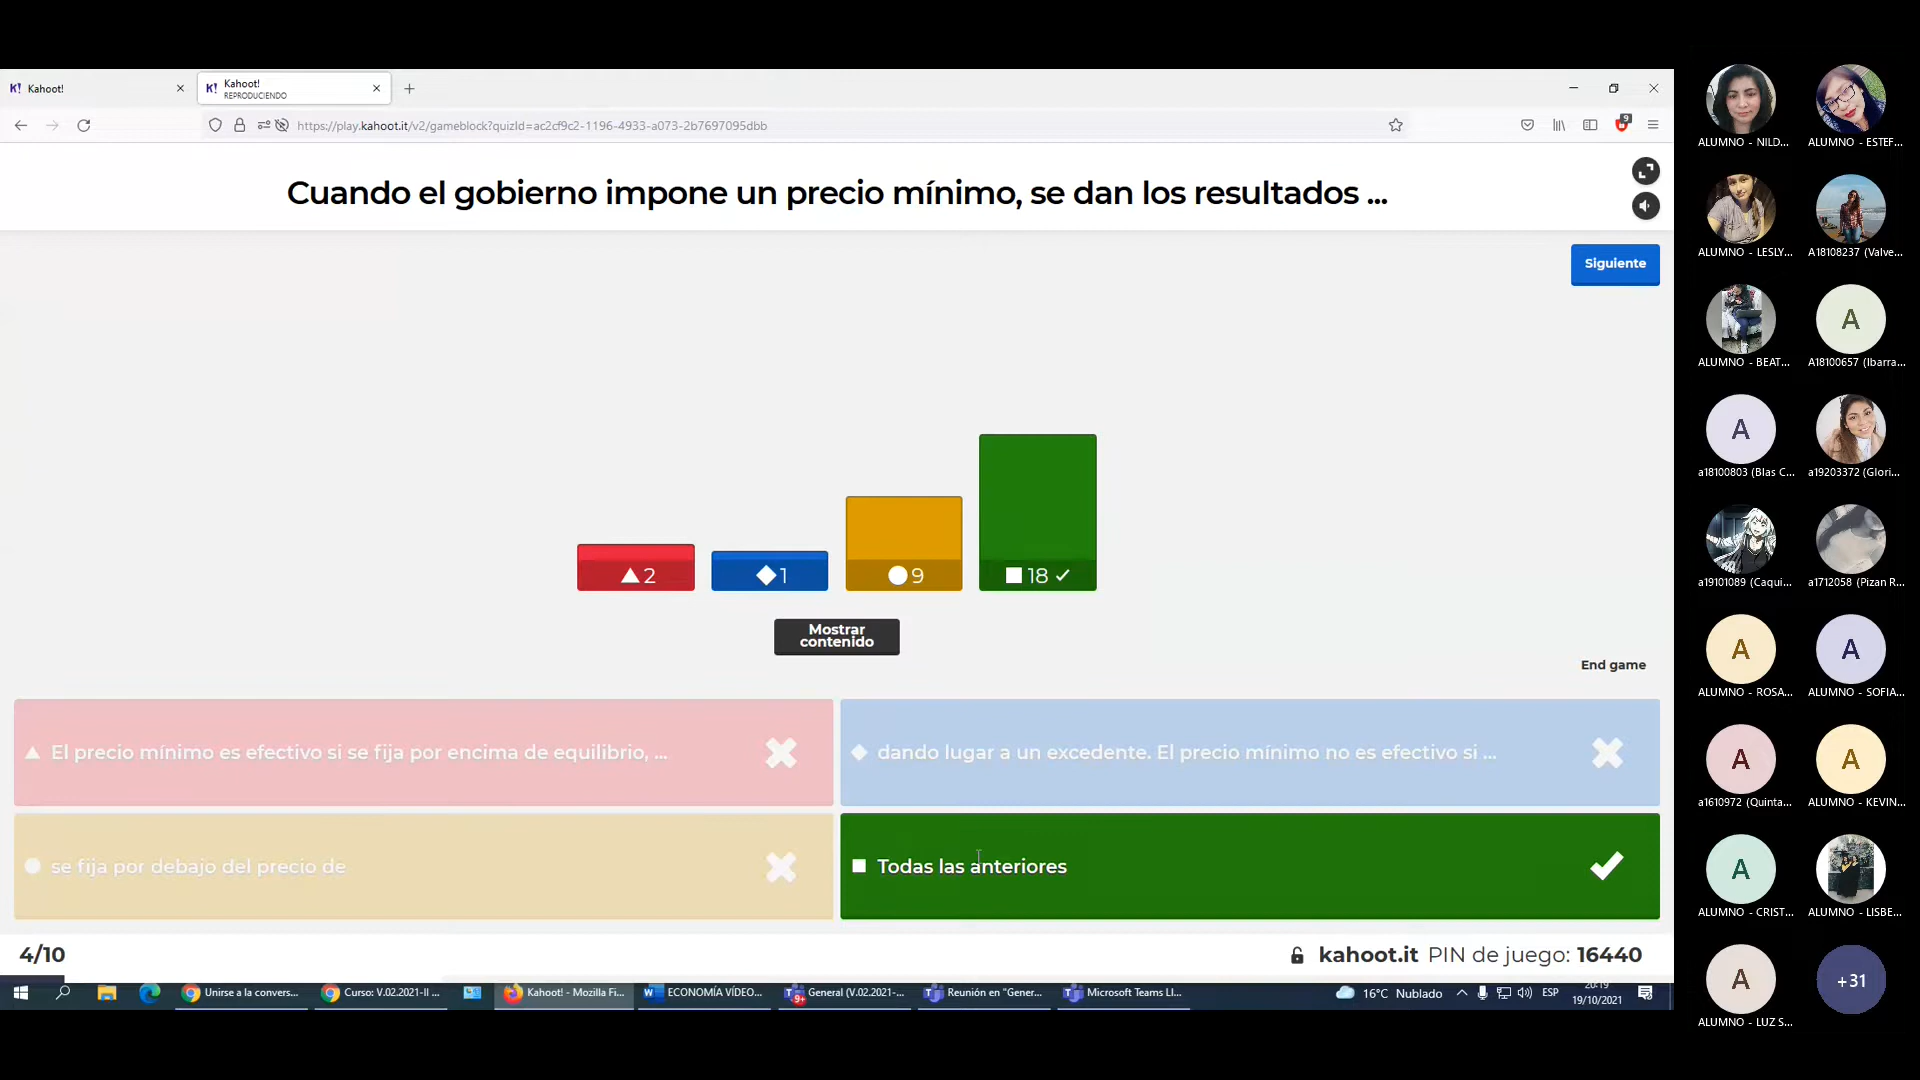 Kahoot!
Kahoot!
REPRODUCIENDO
https://play.kahoot.it/v2/gameblock?quizId=ac2cf9c2-1196-4933-a073-2b7697095dbb
9
Cuando el gobierno impone un precio mínimo, se dan los resultados ...
Siguiente
2
1
9
18
Mostrar
contenido
End game
El precio mínimo es efectivo si se fija por encima de equilibrio, ...
dando lugar a un excedente. El precio mínimo no es efectivo si ...
se fija por debajo del precio de
Todas las anteriores
4/10
kahoot.it PIN de juego: 16440
Unirse a la convers...
Curso: V.02.2021-II ...
Kahoot! - Mozilla Fi...
ECONOMÍA VÍDEO...
9+
General (V.02.2021-...
Reunión en "Gener...
Microsoft Teams Ll...
16°C Nublado
ESP
20:19
19/10/2021
ALUMNO - NILD...
ALUMNO - ESTEF...
ALUMNO - LESLY...
A18108237 (Valve...
ALUMNO - BEAT...
A
A18100657 (Ibarra...
A
a18100803 (Blas C...
a19203372 (Glori...
a19101089 (Caqui...
a1712058 (Pizan R...
A
ALUMNO - ROSA...
A
ALUMNO - SOFIA...
A
a1610972 (Quinta...
A
ALUMNO - KEVIN...
A
ALUMNO - CRIST...
ALUMNO - LISBE...
A
ALUMNO - LUZ S...
+31